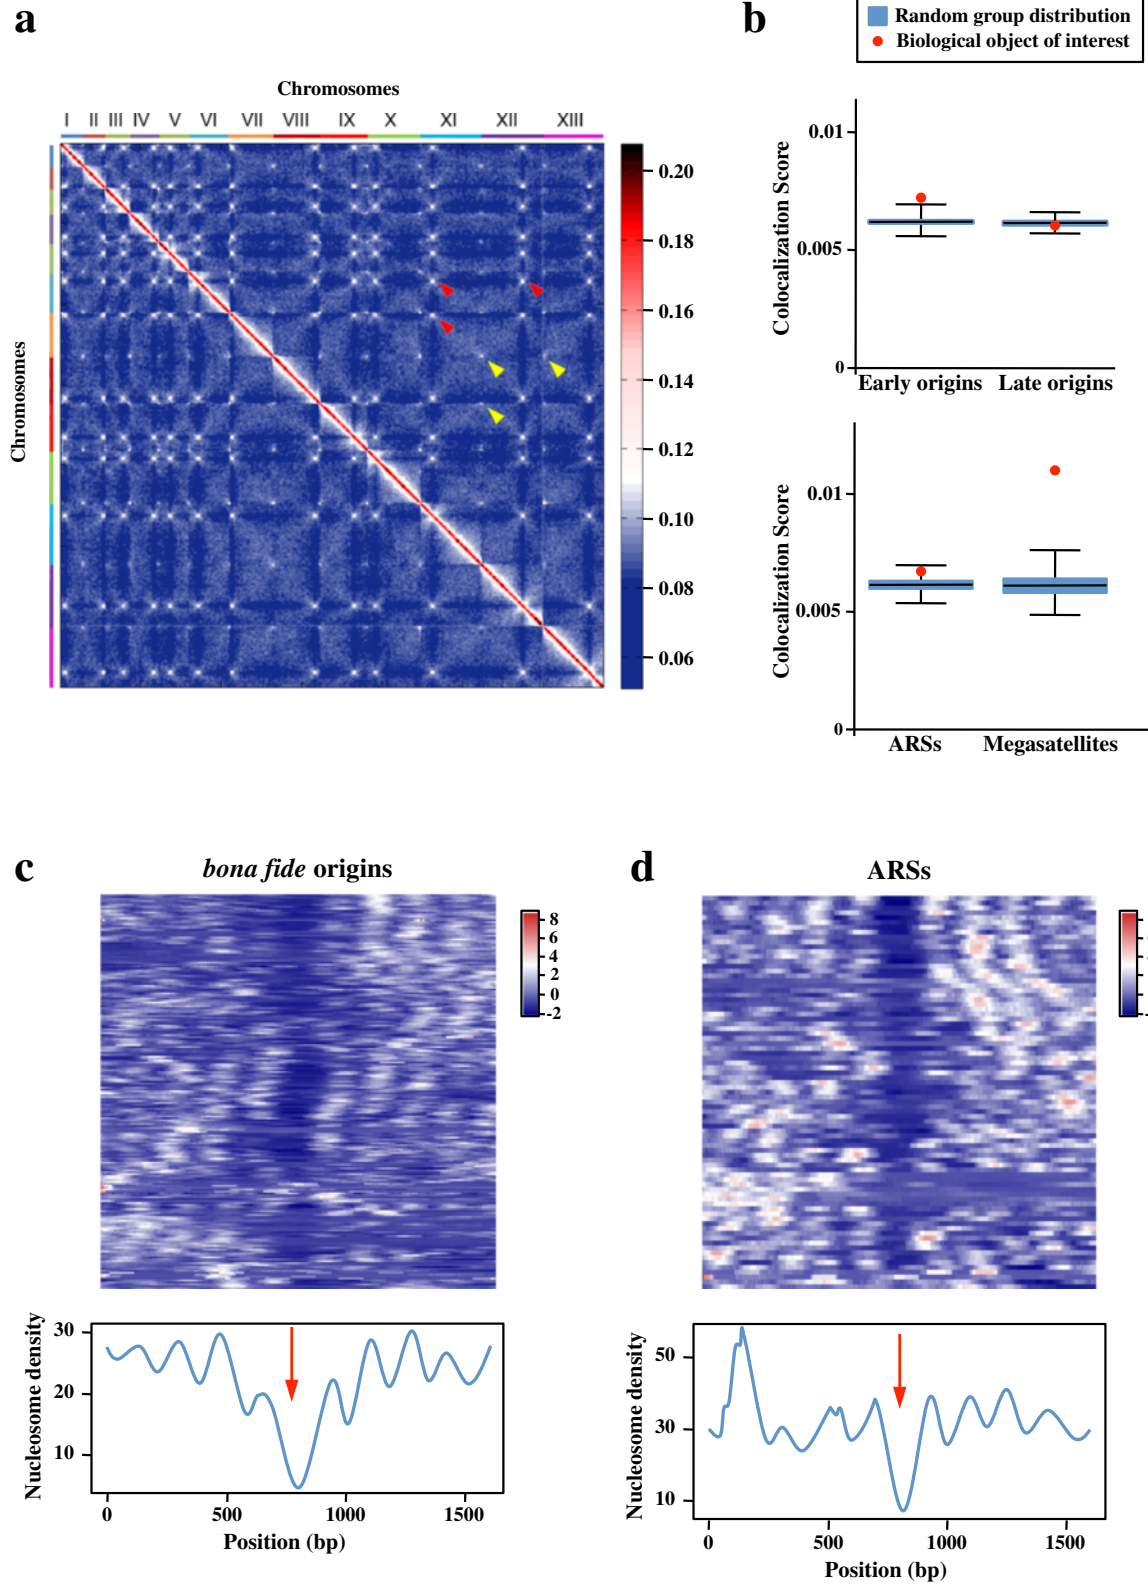 a
Chromosomes
I II III IV V VI VII VIII IX X XI XII XIII
Chromosomes
0.20
0.18
0.16
0.14
0.12
0.10
0.08
0.06
b
Random group distribution
Biological object of interest
Colocalization Score
0.01
0.005
0
Early origins Late origins
Colocalization Score
0.01
0.005
0
ARSs Megasatellites
c
bona fide origins
8
6
4
2
0
-2
Nucleosome density
30
20
10
0 500 1000 1500
Position (bp)
d
ARSs
Nucleosome density
50
30
10
0 500 1000 1500
Position (bp)